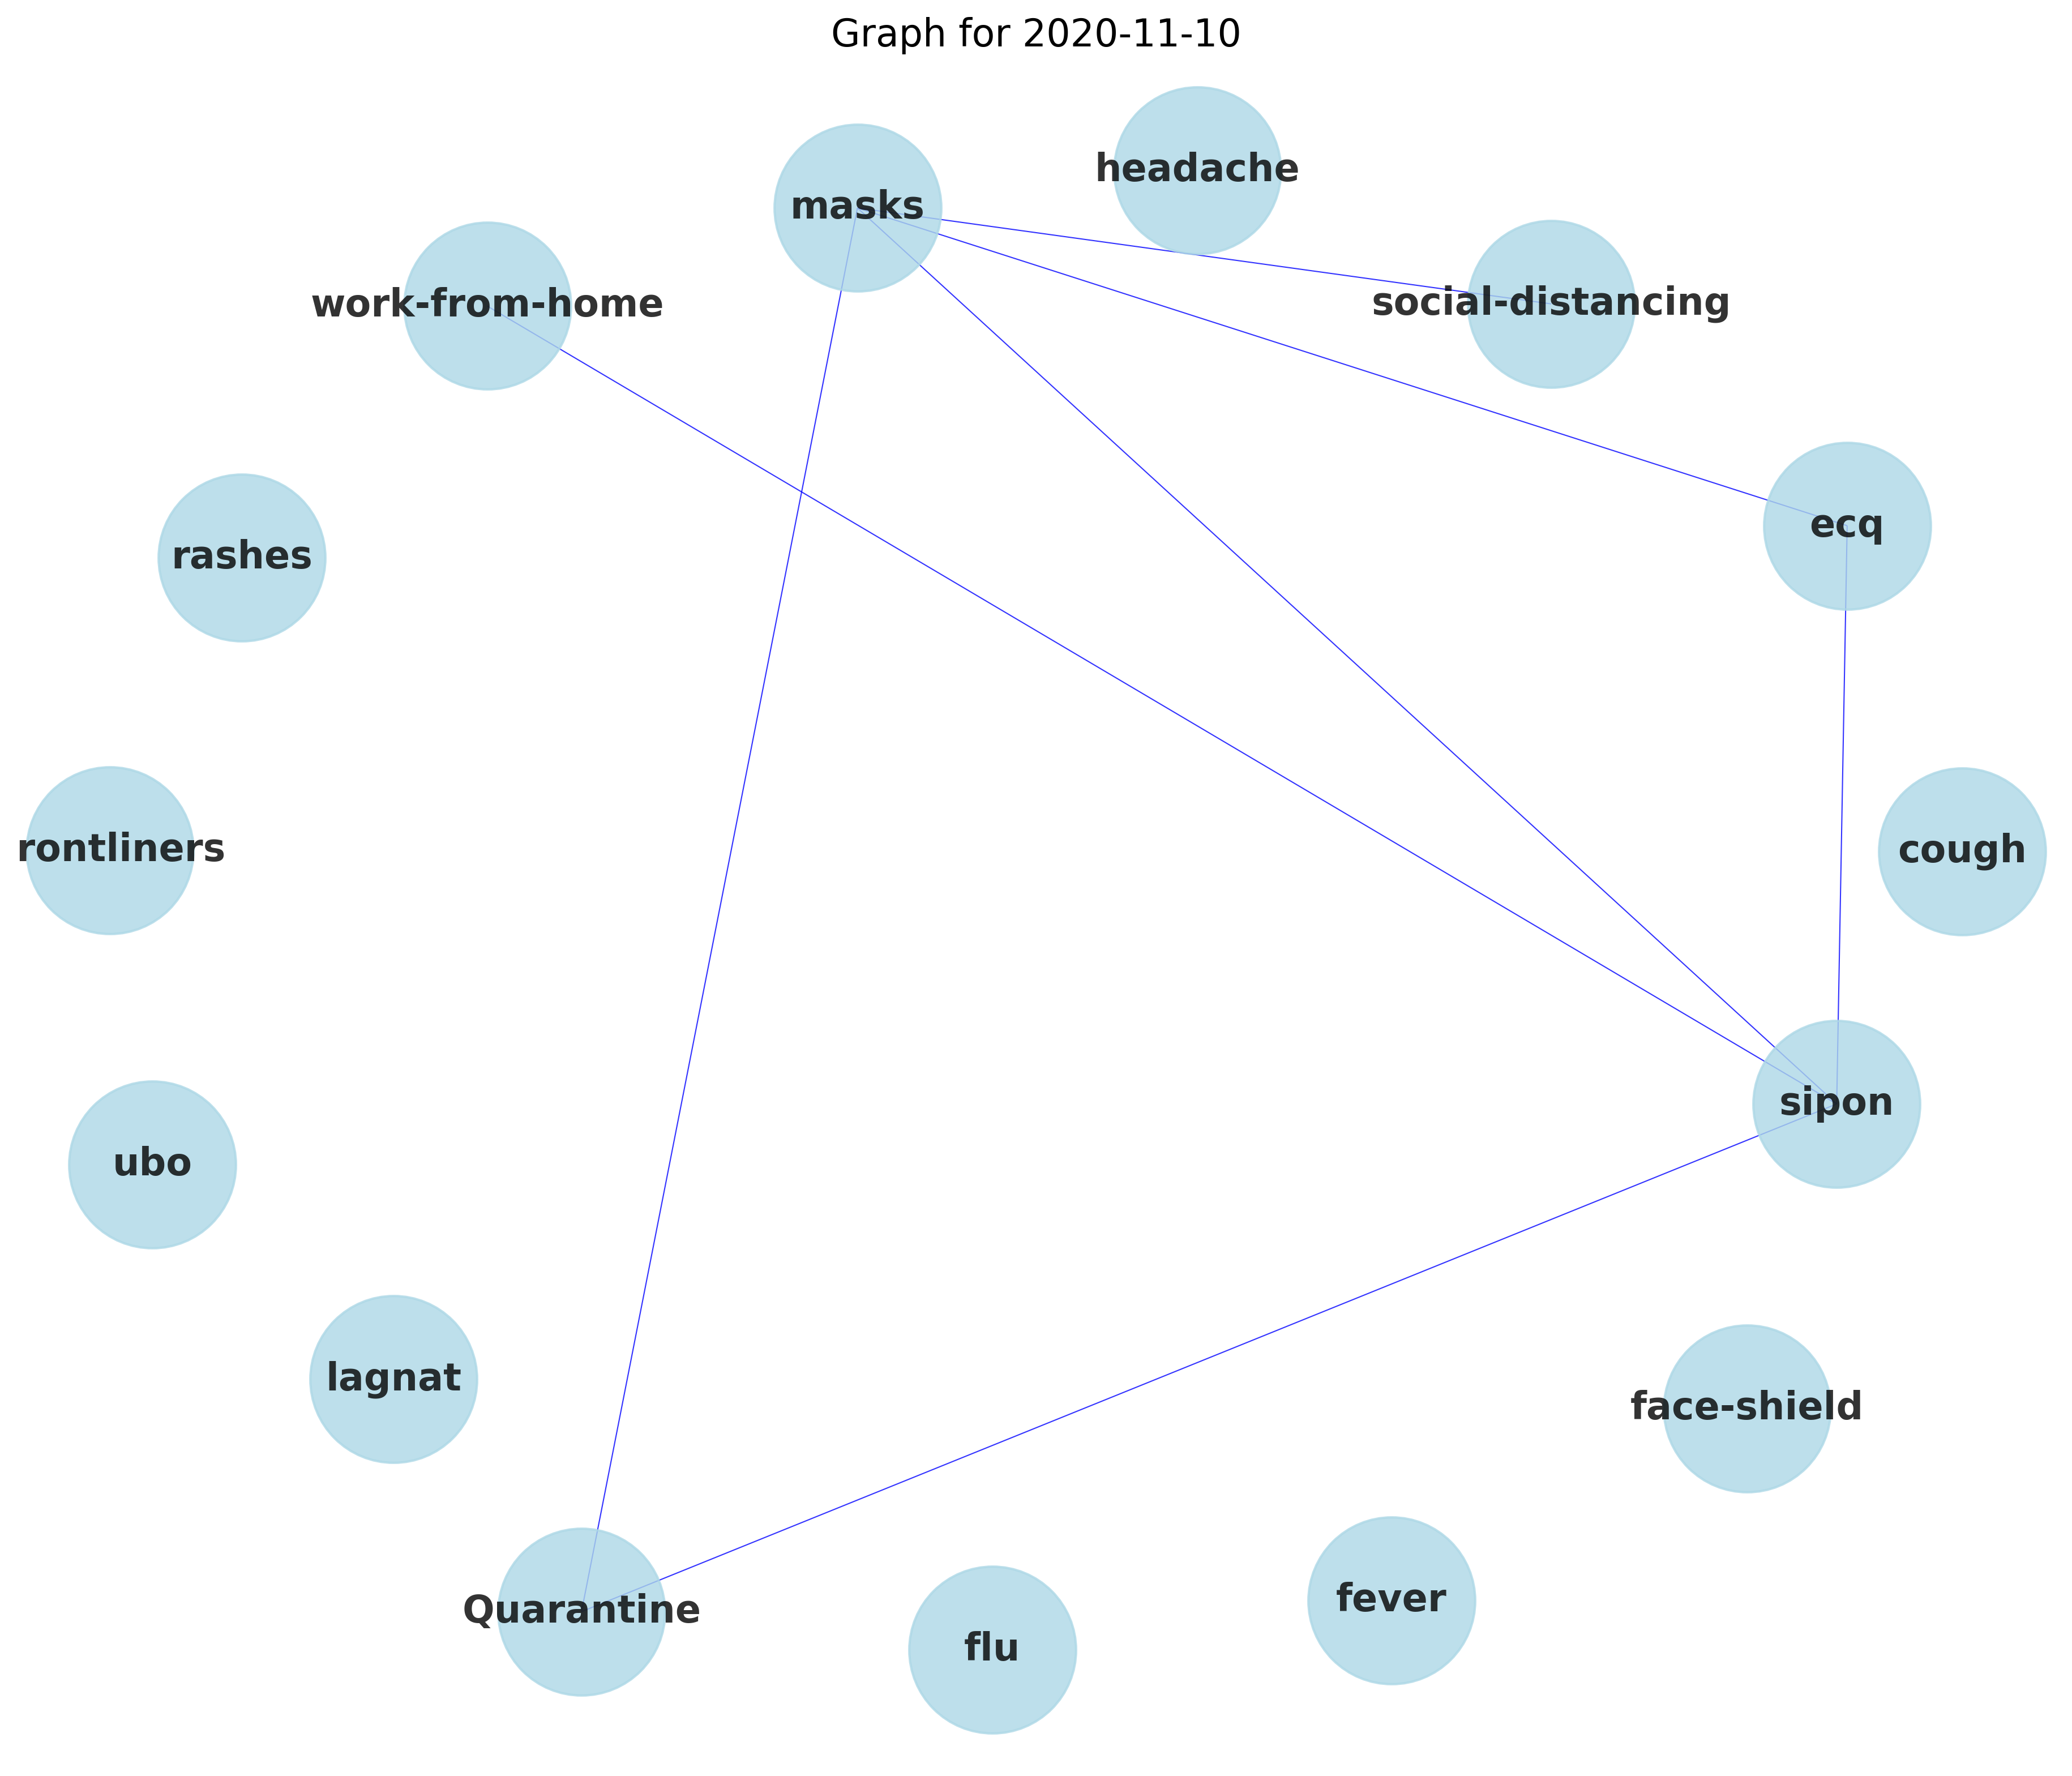 Graph for 2020-11-10
headache
masks
work-from-home
social-distancing
ecq
rashes
rontliners
cough
sipon
ubo
lagnat
face-shield
fever
Quarantine
flu